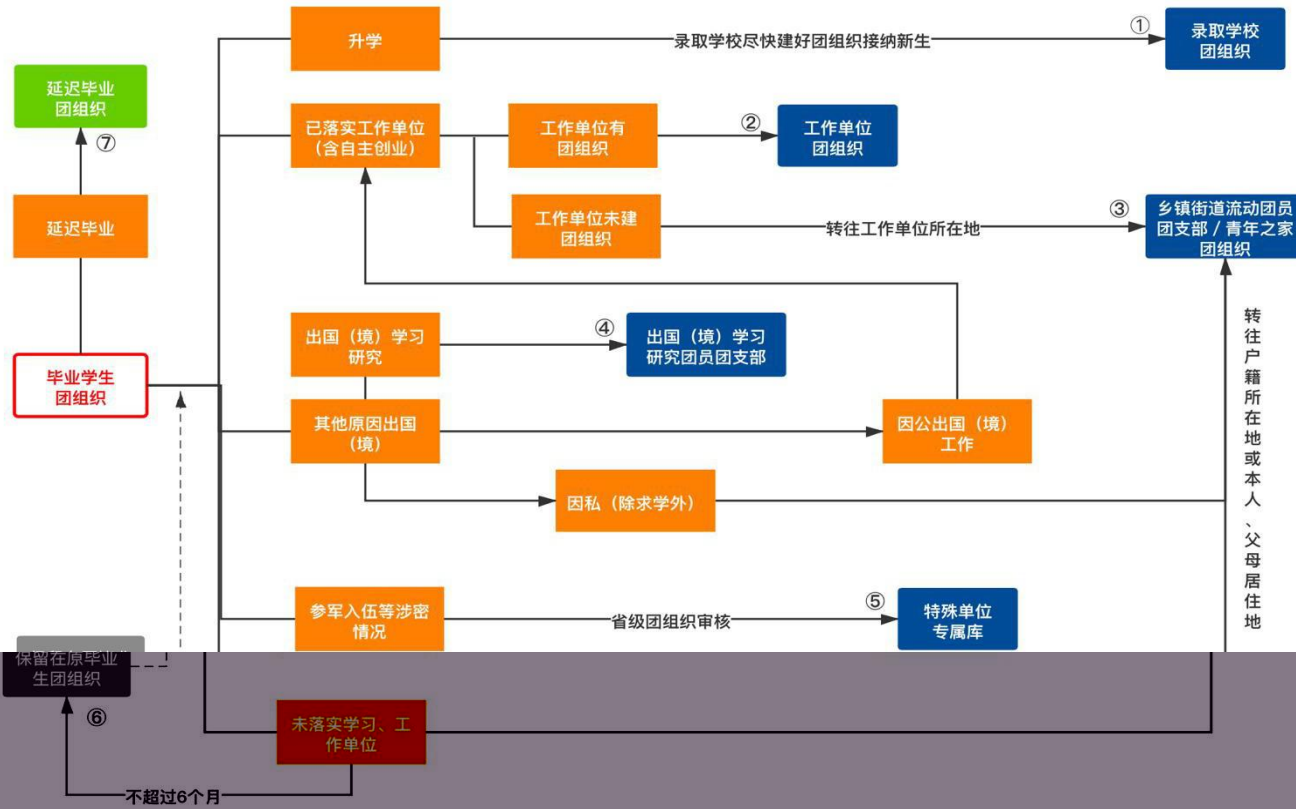 升学
录取学校尽快建好团组织接纳新生
①
录取学校
团组织
延迟毕业
团组织
⑦
已落实工作单位
(含自主创业)
工作单位有
团组织
②
工作单位
团组织
延迟毕业
工作单位未建
团组织
转往工作单位所在地
③
乡镇街道流动团员
团支部 / 青年之家
团组织
出国（境）学习
研究
④
出国（境）学习
研究团员团支部
毕业学生
团组织
其他原因出国
(境)
因公出国（境）
工作
因私（除求学外）
转往户籍所在地或本人、父母居住地
参军入伍等涉密
情况
省级团组织审核
⑤
特殊单位
专属库
保留在原毕业
生团组织
⑥
未落实学习、工
作单位
不超过6个月